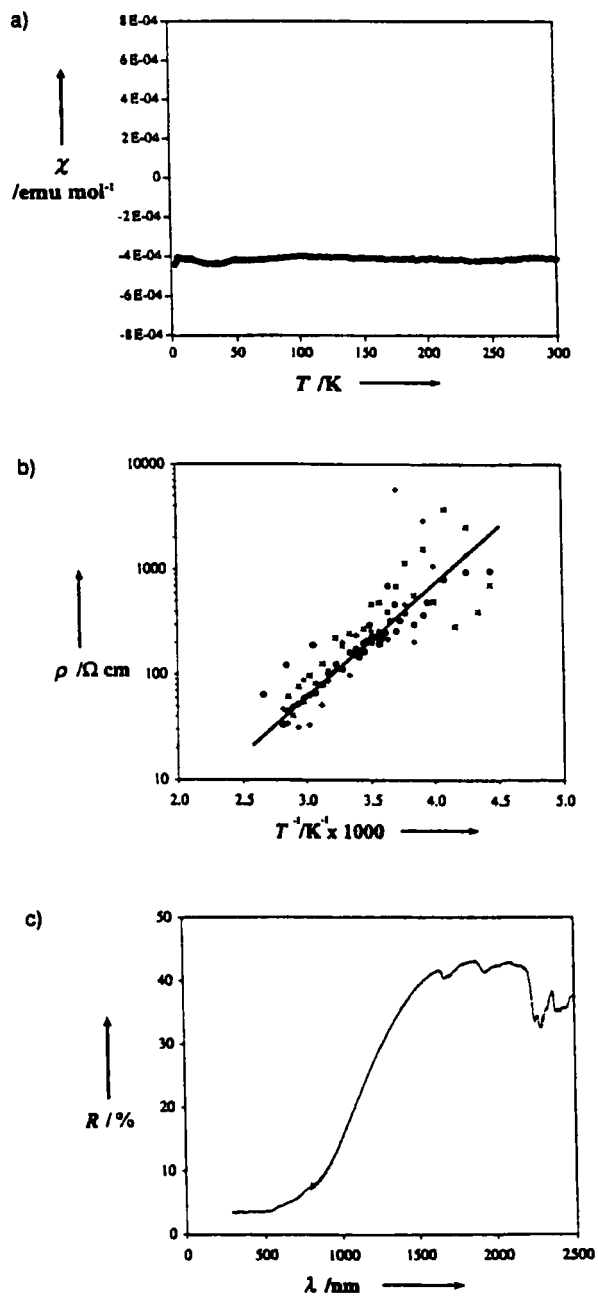 a)
8E-04
6E-04
4E-04
2E-04
0
-2E-04
-4E-04
-6E-04
-8E-04
χ
/emu mol⁻¹
0 50 100 150 200 250 300
T /K
b)
10000
1000
100
10
ρ /Ω cm
2.0 2.5 3.0 3.5 4.0 4.5 5.0
T⁻¹/K⁻¹x 1000
c)
50
40
30
20
10
0
R / %
0 500 1000 1500 2000 2500
λ /nm